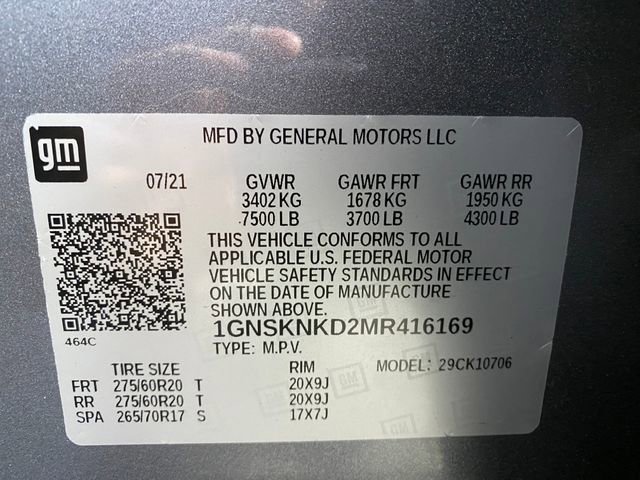 gm
MFD BY GENERAL MOTORS LLC
07/21 GVWR GAWR FRT GAWR RR
3402 KG 1678 KG 1950 KG
7500 LB 3700 LB 4300 LB
THIS VEHICLE CONFORMS TO ALL
APPLICABLE U.S. FEDERAL MOTOR
VEHICLE SAFETY STANDARDS IN EFFECT
ON THE DATE OF MANUFACTURE
SHOWN ABOVE.
1GNSKNKD2MR416169
464C
TYPE: M.P.V. MODEL: 29CK10706
TIRE SIZE RIM
FRT 275/60R20 T 20X9J
RR 275/60R20 T 20X9J
SPA 265/70R17 S 17X7J